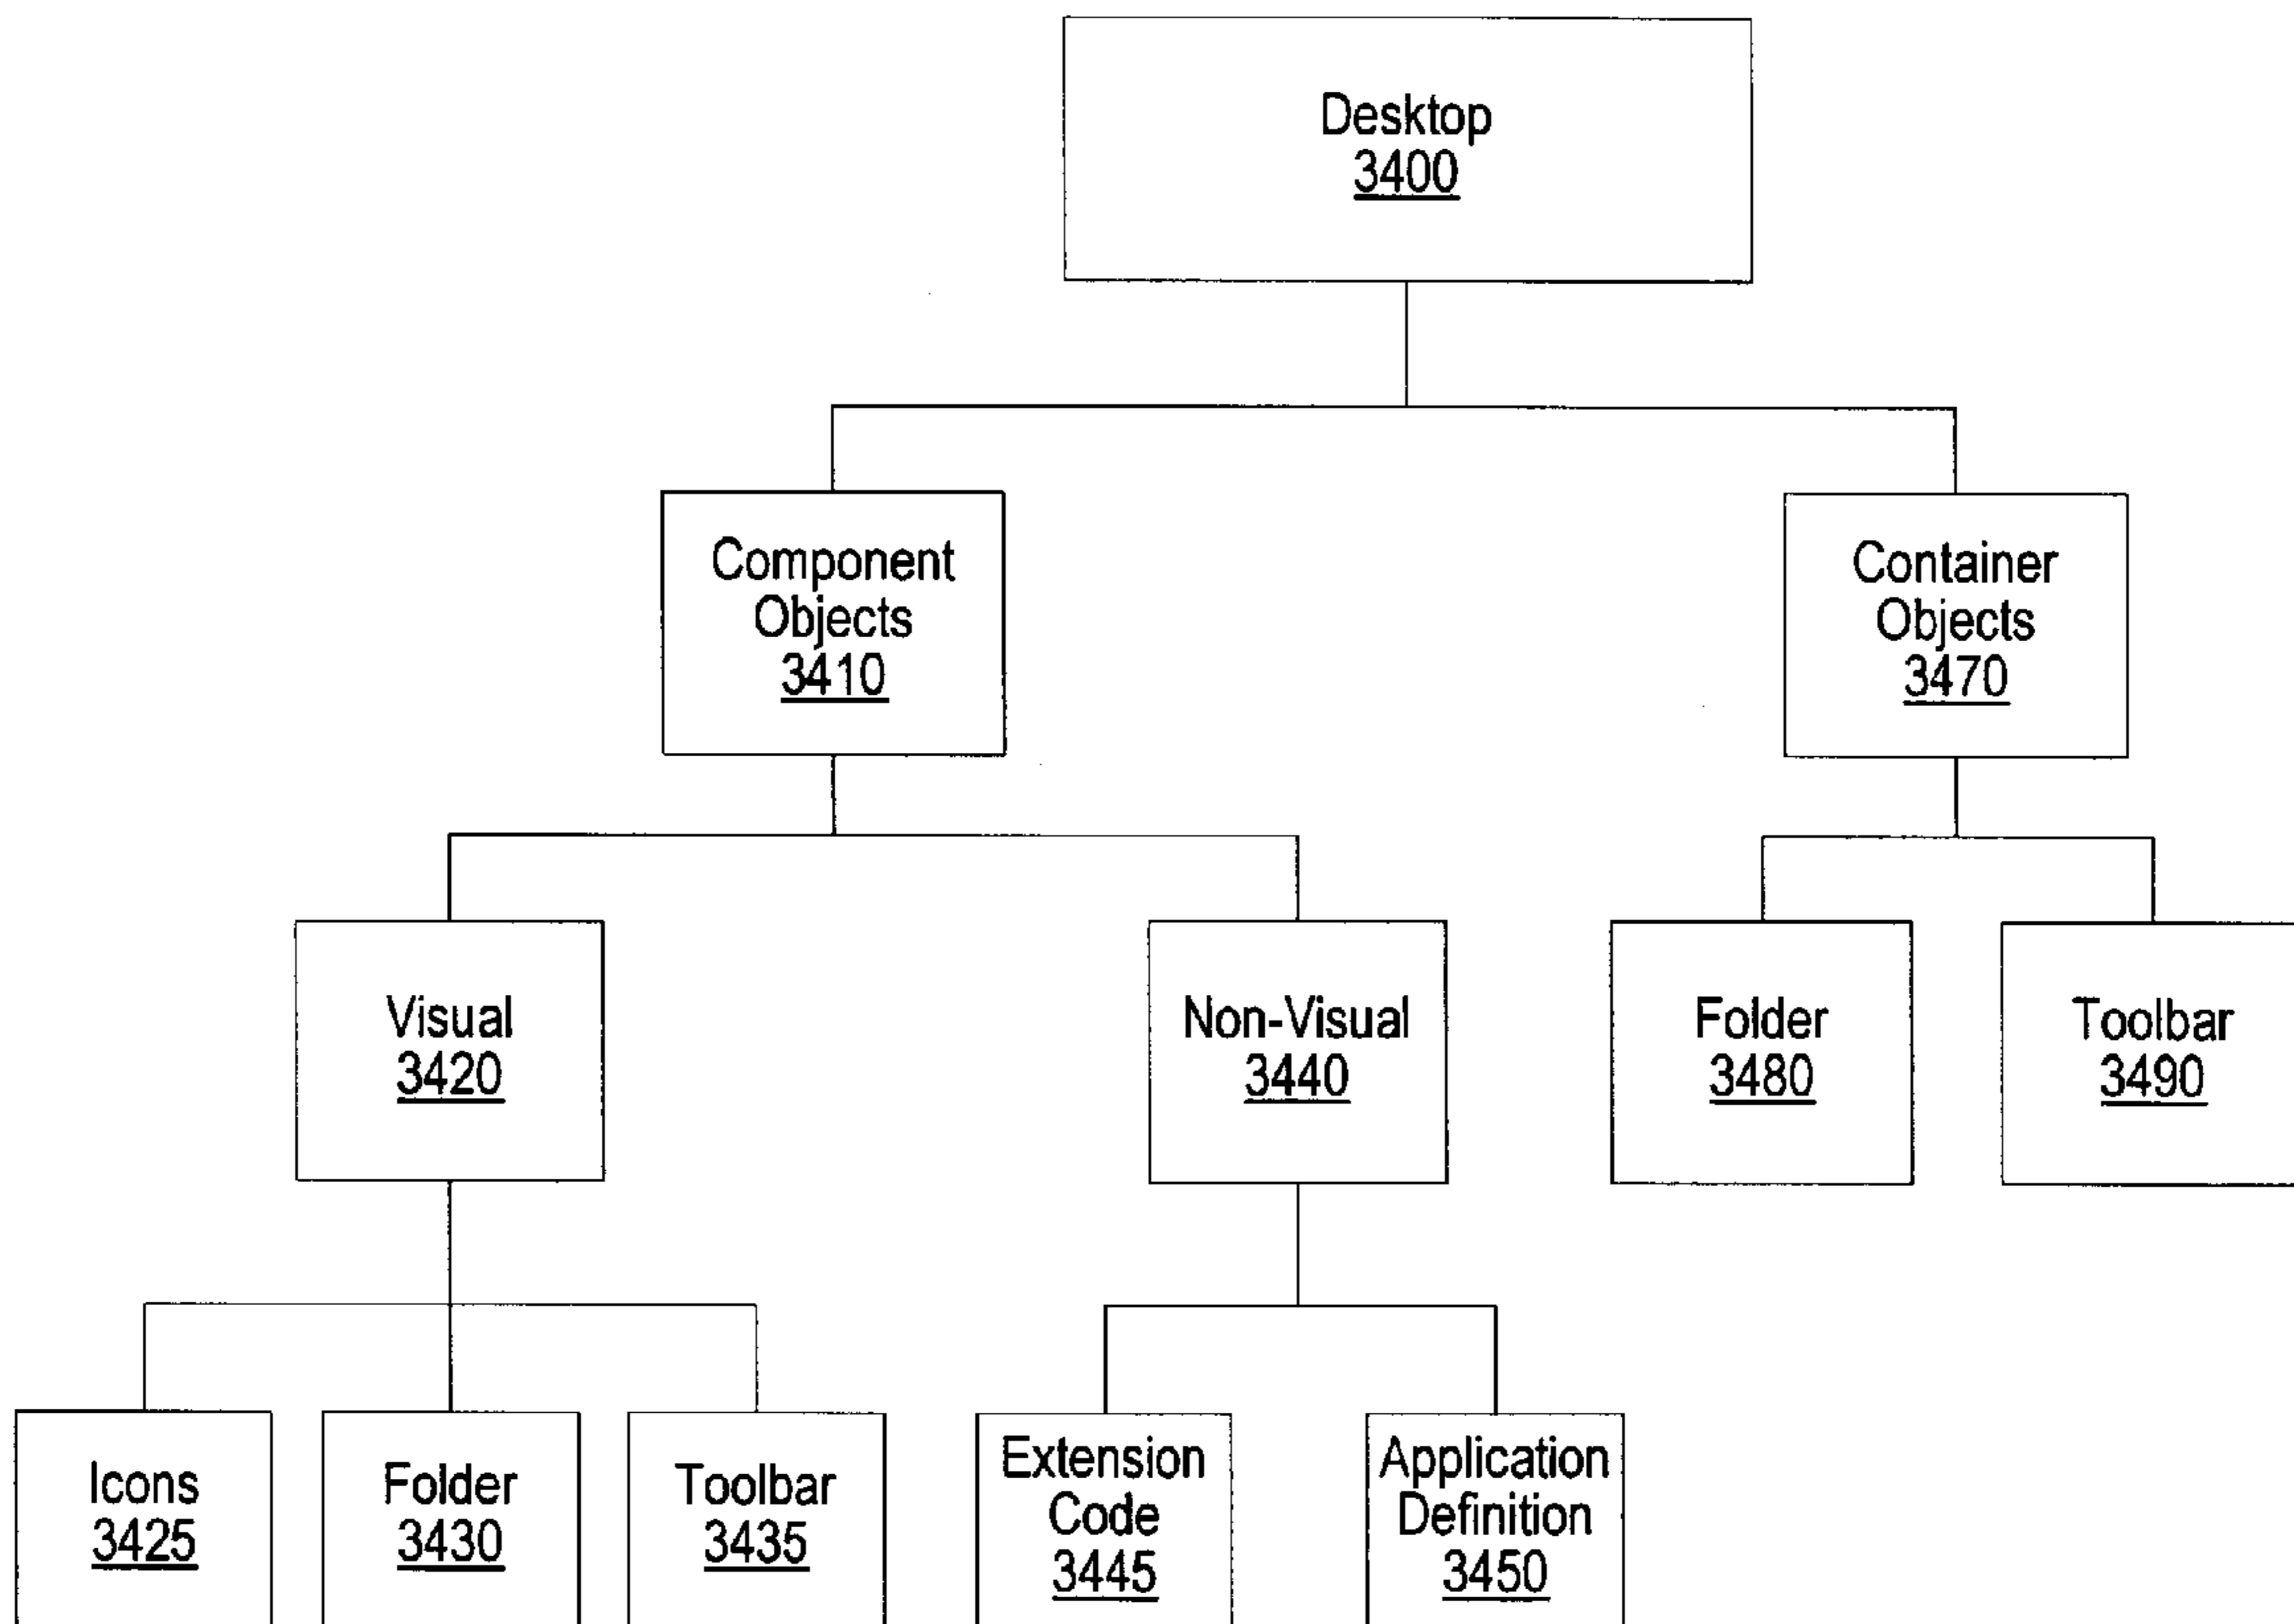 Desktop
3400
Component
Objects
3410
Container
Objects
3470
Visual
3420
Non-Visual
3440
Folder
3480
Toolbar
3490
Icons
3425
Folder
3430
Toolbar
3435
Extension
Code
3445
Application
Definition
3450